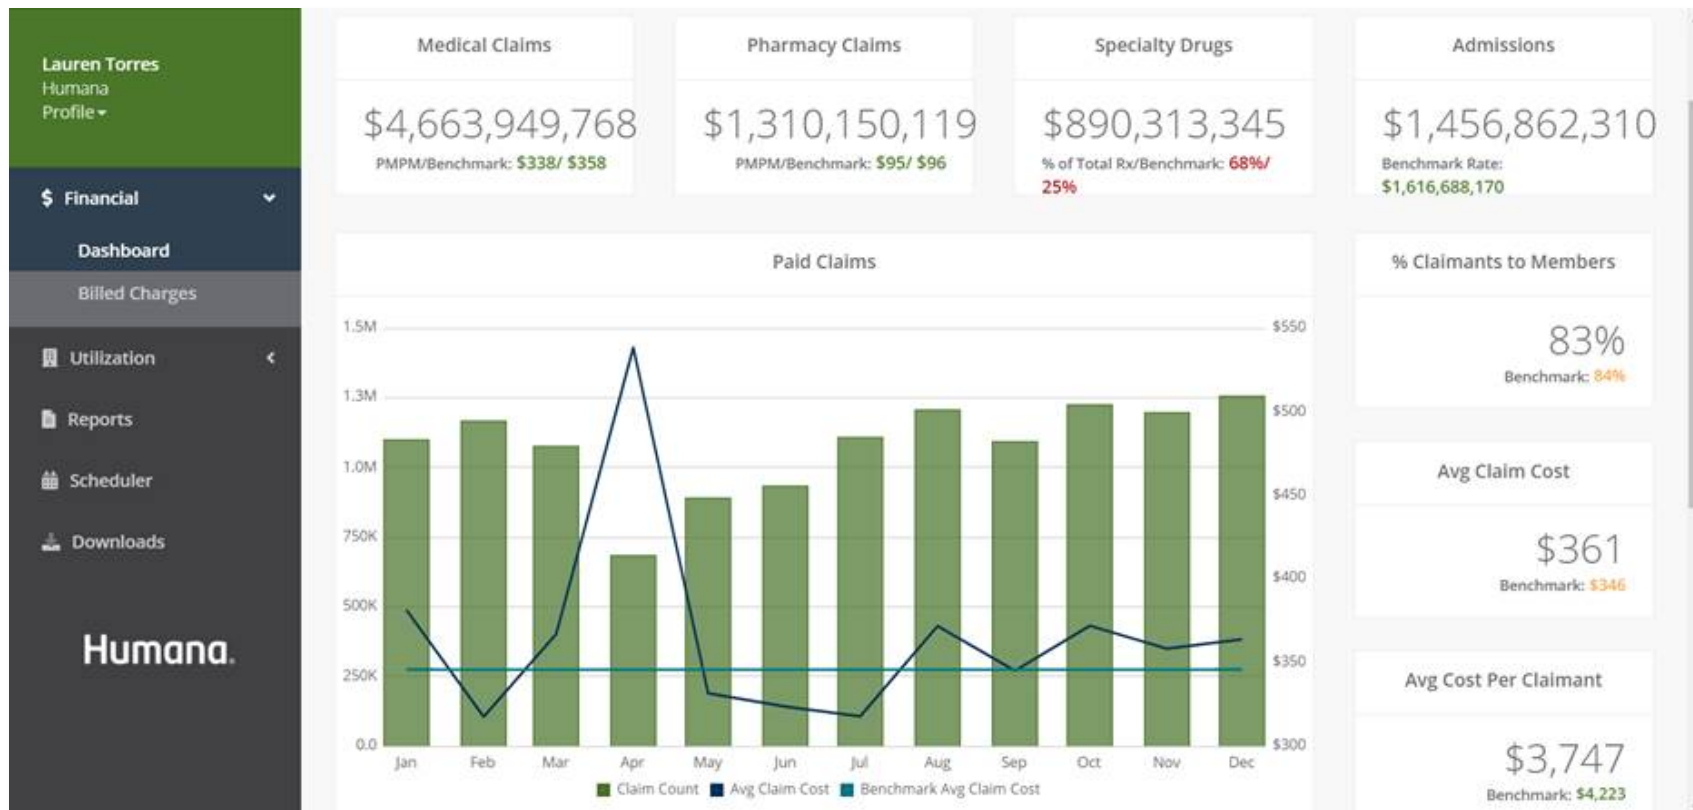 Lauren Torres
Humana
Profile
$ Financial
Dashboard
Billed Charges
Utilization
Reports
Scheduler
Downloads
Humana.
Medical Claims
$4,663,949,768
PMPM/Benchmark: $338/ $358
Pharmacy Claims
$1,310,150,119
PMPM/Benchmark: $95/ $96
Specialty Drugs
$890,313,345
% of Total Rx/Benchmark: 68%/
25%
Admissions
$1,456,862,310
Benchmark Rate:
$1,616,688,170
Paid Claims
1.5M
1.3M
1.0M
750K
500K
250K
0.0
$550
$500
$450
$400
$350
$300
Jan Feb Mar Apr May Jun Jul Aug Sep Oct Nov Dec
Claim Count Avg Claim Cost Benchmark Avg Claim Cost
% Claimants to Members
83%
Benchmark: 84%
Avg Claim Cost
$361
Benchmark: $346
Avg Cost Per Claimant
$3,747
Benchmark: $4,223